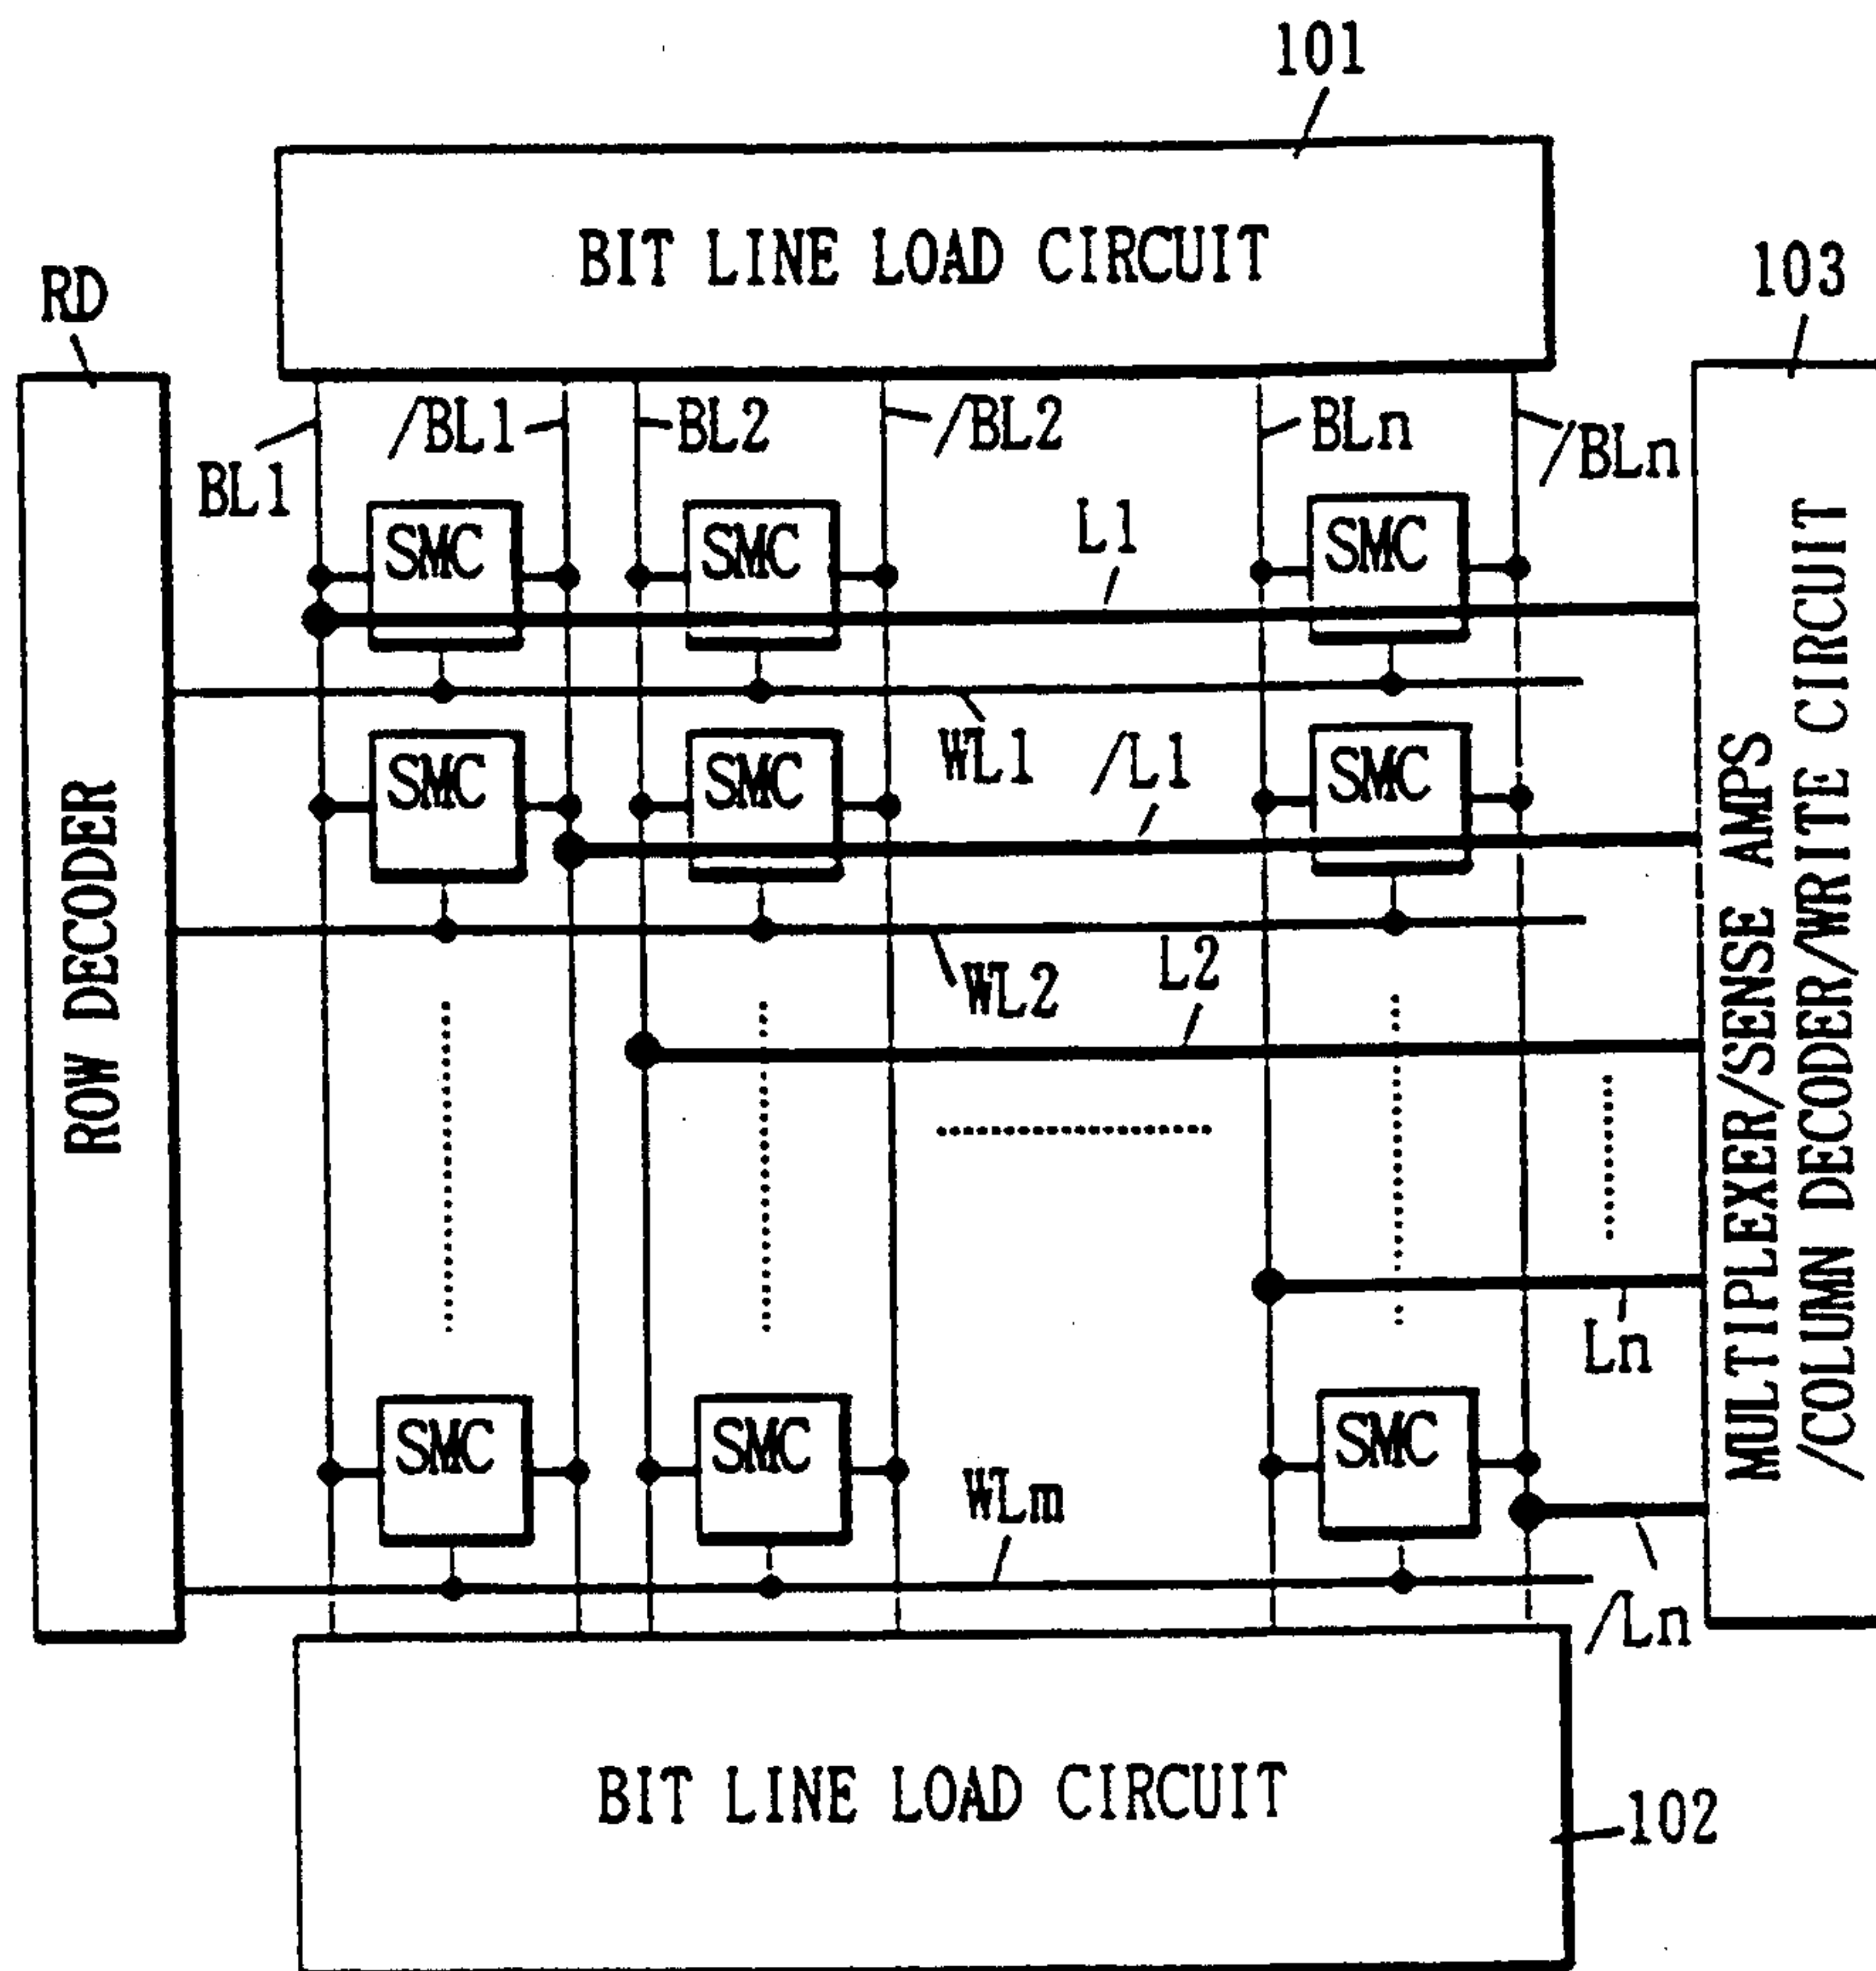 101
BIT LINE LOAD CIRCUIT
RD
103
BL1
/BL1
BL2
/BL2
BLn
/BLn
SMC
SMC
SMC
L1
WL1
SMC
SMC
SMC
/L1
WL2
L2
ROW DECODER
MULTIPLEXER/SENSE AMPS
/COLUMN DECODER/WRITE CIRCUIT
Ln
SMC
SMC
SMC
WLm
/Ln
BIT LINE LOAD CIRCUIT
102